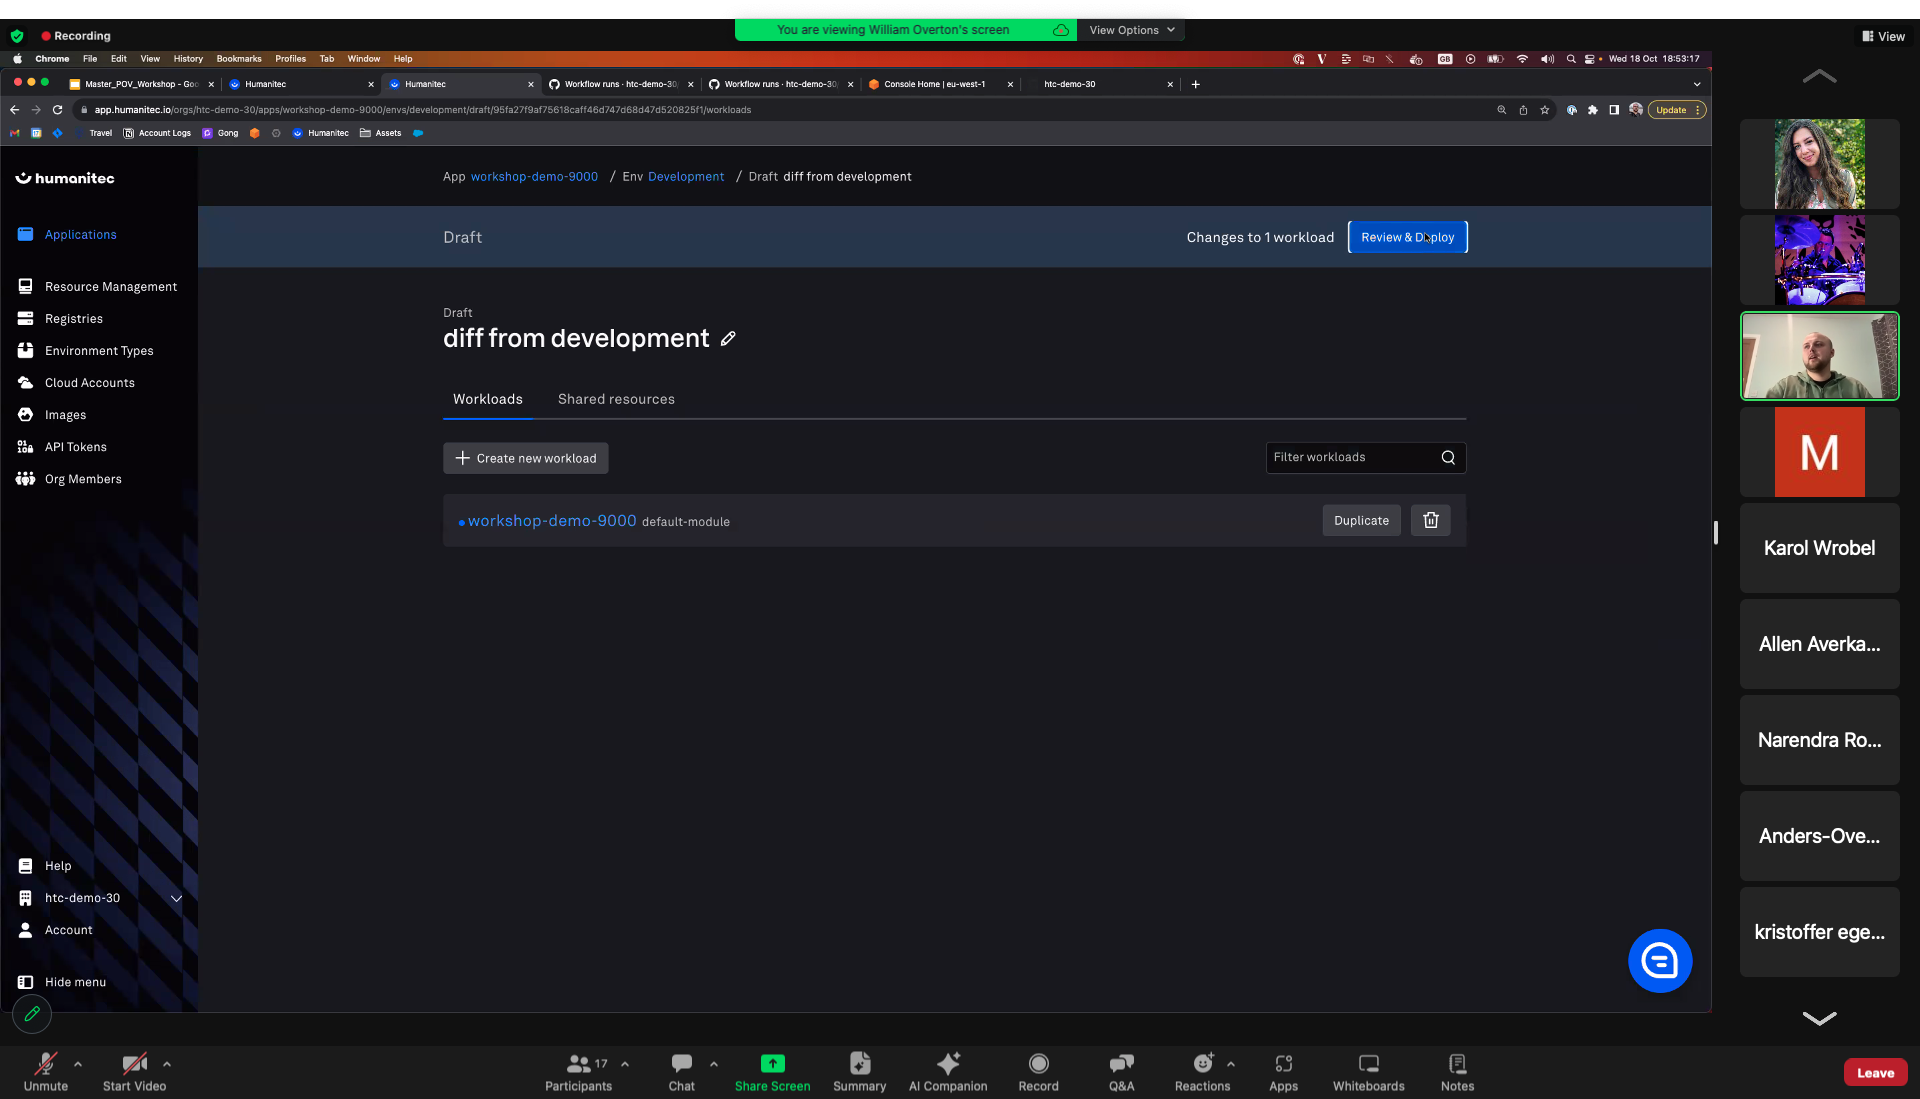 Recording
You are viewing William Overton's screen
View Options
View
Chrome File Edit View History Bookmarks Profiles Tab Window Help
GB
Wed 18 Oct 18:53:17
Master_POV_Workshop - Goo
Humanitec
Humanitec
Workflow runs · htc-demo-30/
Workflow runs · htc-demo-30/
Console Home | eu-west-1
htc-demo-30
app.humanitec.io/orgs/htc-demo-30/apps/workshop-demo-9000/envs/development/draft/95fa27f9af75618caff46d747d68d47d520825f1/workloads
Update
Travel
Account Logs
Gong
Humanitec
Assets
humanitec
Applications
Resource Management
Registries
Environment Types
Cloud Accounts
Images
API Tokens
Org Members
Help
htc-demo-30
Account
Hide menu
App workshop-demo-9000 / Env Development / Draft diff from development
Draft
Changes to 1 workload
Review & Deploy
Draft
diff from development
Workloads
Shared resources
Create new workload
Filter workloads
workshop-demo-9000 default-module
Duplicate
M
Karol Wrobel
Allen Averka...
Narendra Ro...
Anders-Ove...
kristoffer ege...
Unmute
Start Video
17
Participants
Chat
Share Screen
Summary
AI Companion
Record
Q&A
Reactions
Apps
Whiteboards
Notes
Leave